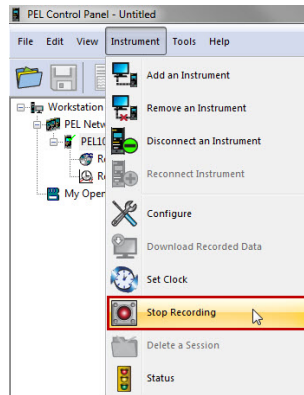 PEL Control Panel - Untitled
File Edit View Instrument Tools Help
Add an Instrument
Workstation
Remove an Instrument
PEL Netw
PEL10
Disconnect an Instrument
Reconnect Instrument
My Open
Configure
Download Recorded Data
Set Clock
Stop Recording
Delete a Session
Status